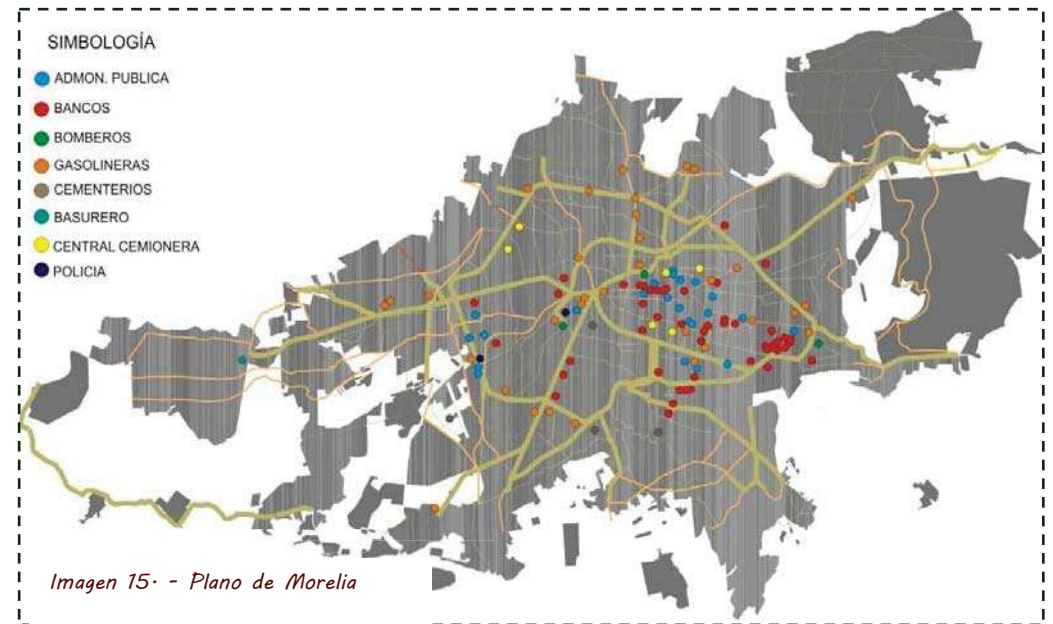 SIMBOLOGÍA
ADMON. PUBLICA
BANCOS
BOMBEROS
GASOLINERAS
CEMENTERIOS
BASURERO
CENTRAL CEMIONERA
POLICIA
Imagen 15. - Plano de Morelia